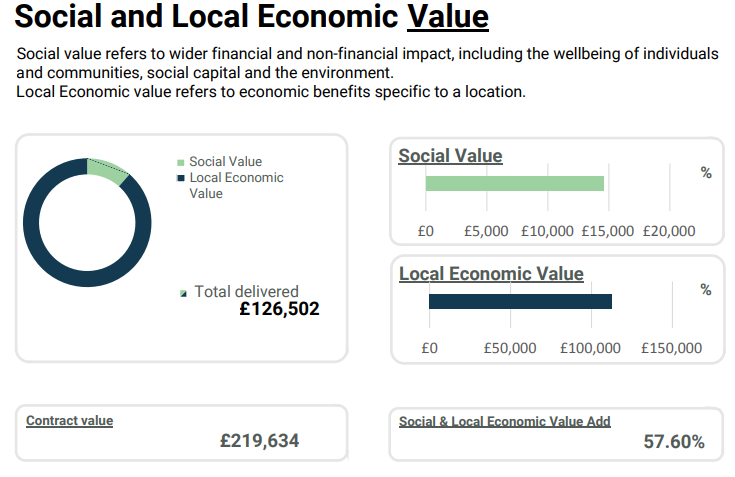 Social and Local Economic Value
Social value refers to wider financial and non-financial impact, including the wellbeing of individuals
and communities, social capital and the environment.
Local Economic value refers to economic benefits specific to a location.
Social Value
Local Economic
Value
Total delivered
£126,502
Social Value
%
£0 £5,000 £10,000 £15,000 £20,000
Local Economic Value
%
£0 £50,000 £100,000 £150,000
Contract value
£219,634
Social & Local Economic Value Add
57.60%